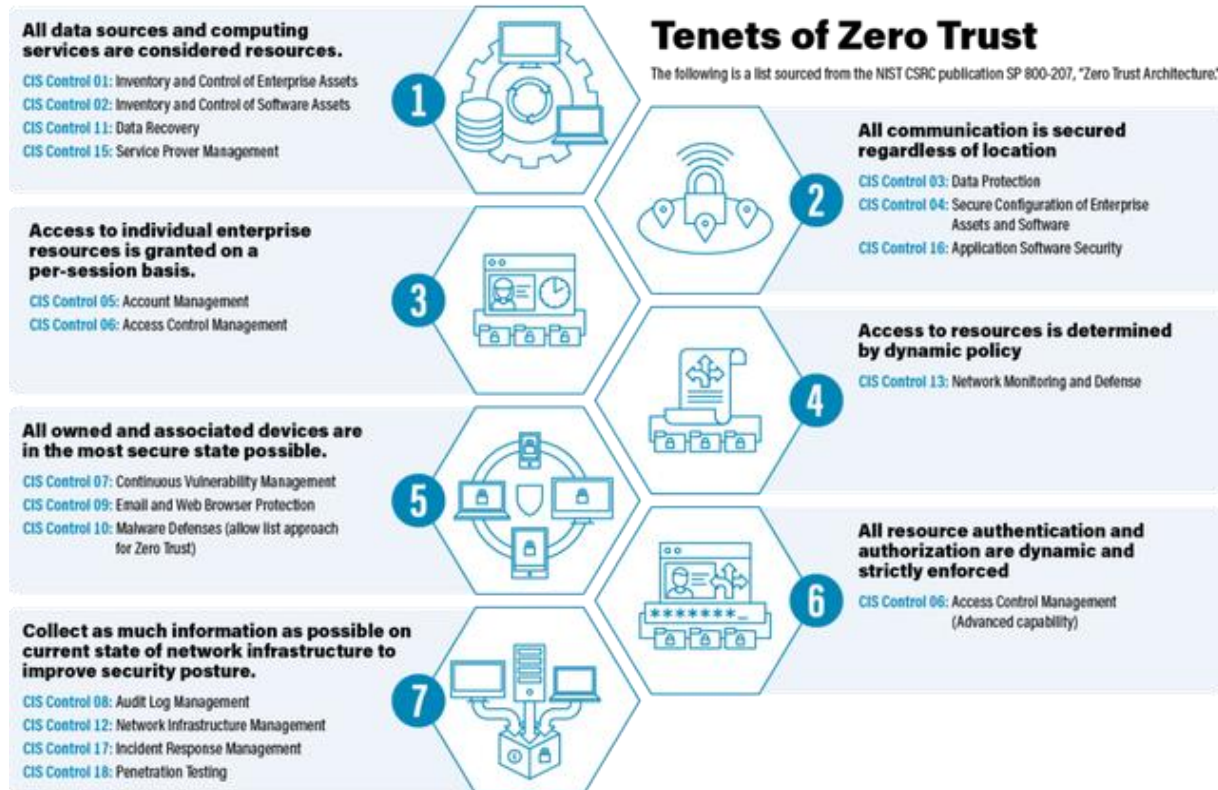 Tenets of Zero Trust
The following is a list sourced from the NIST CSRC publication SP 800-207, "Zero Trust Architecture."
1
All data sources and computing
services are considered resources.
CIS Control 01: Inventory and Control of Enterprise Assets
CIS Control 02: Inventory and Control of Software Assets
CIS Control 11: Data Recovery
CIS Control 15: Service Prover Management
2
All communication is secured
regardless of location
CIS Control 03: Data Protection
CIS Control 04: Secure Configuration of Enterprise
Assets and Software
CIS Control 16: Application Software Security
3
Access to individual enterprise
resources is granted on a
per-session basis.
CIS Control 05: Account Management
CIS Control 06: Access Control Management
4
Access to resources is determined
by dynamic policy
CIS Control 13: Network Monitoring and Defense
5
All owned and associated devices are
in the most secure state possible.
CIS Control 07: Continuous Vulnerability Management
CIS Control 09: Email and Web Browser Protection
CIS Control 10: Malware Defenses (allow list approach
for Zero Trust)
6
All resource authentication and
authorization are dynamic and
strictly enforced
CIS Control 06: Access Control Management
(Advanced capability)
*******_
7
Collect as much information as possible on
current state of network infrastructure to
improve security posture.
CIS Control 08: Audit Log Management
CIS Control 12: Network Infrastructure Management
CIS Control 17: Incident Response Management
CIS Control 18: Penetration Testing